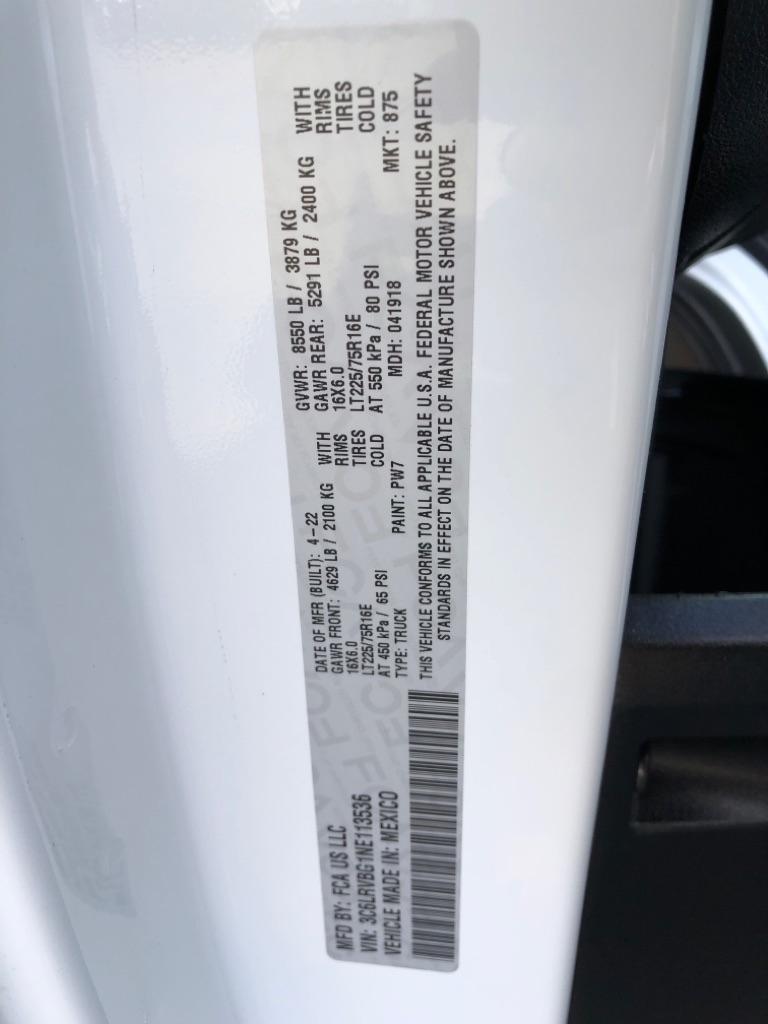 MFD BY: FCA US LLC
VIN: 3C6LRVBG1NE113536
VEHICLE MADE IN: MEXICO
DATE OF MFR (BUILT): 4-22 GVWR: 8550 LB / 3879 KG
GAWR FRONT: 4629 LB / 2100 KG WITH GAWR REAR: 5291 LB / 2400 KG WITH
16X6.0 RIMS 16X6.0 RIMS
LT225/75R16E TIRES LT225/75R16E TIRES
AT 450 kPa / 65 PSI COLD AT 550 kPa / 80 PSI COLD
TYPE: TRUCK PAINT: PW7 MDH: 041918 MKT: 875
THIS VEHICLE CONFORMS TO ALL APPLICABLE U.S.A. FEDERAL MOTOR VEHICLE SAFETY
STANDARDS IN EFFECT ON THE DATE OF MANUFACTURE SHOWN ABOVE.